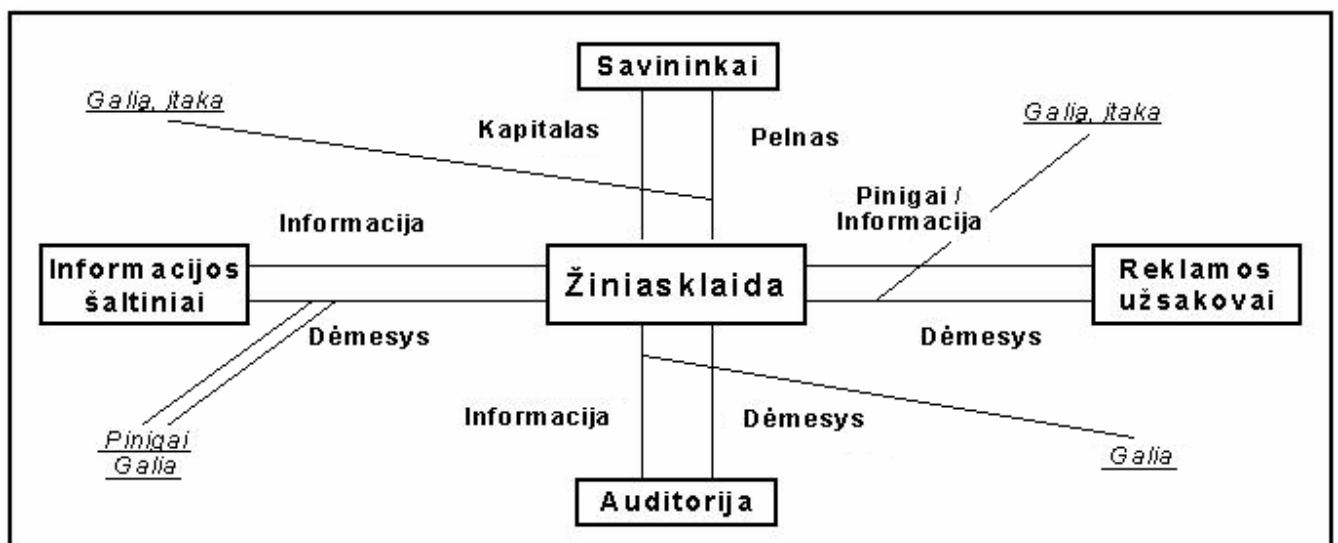 Savininkai
Galia, įtaka
Galia, įtaka
Kapitalas
Pelnas
Pinigai /
Informacija
Informacija
Informacijos
šaltiniai
Žiniasklaida
Reklamos
užsakovai
Dėmesys
Dėmesys
Informacija
Dėmesys
Pinigai
Galia
Galia
Auditorija